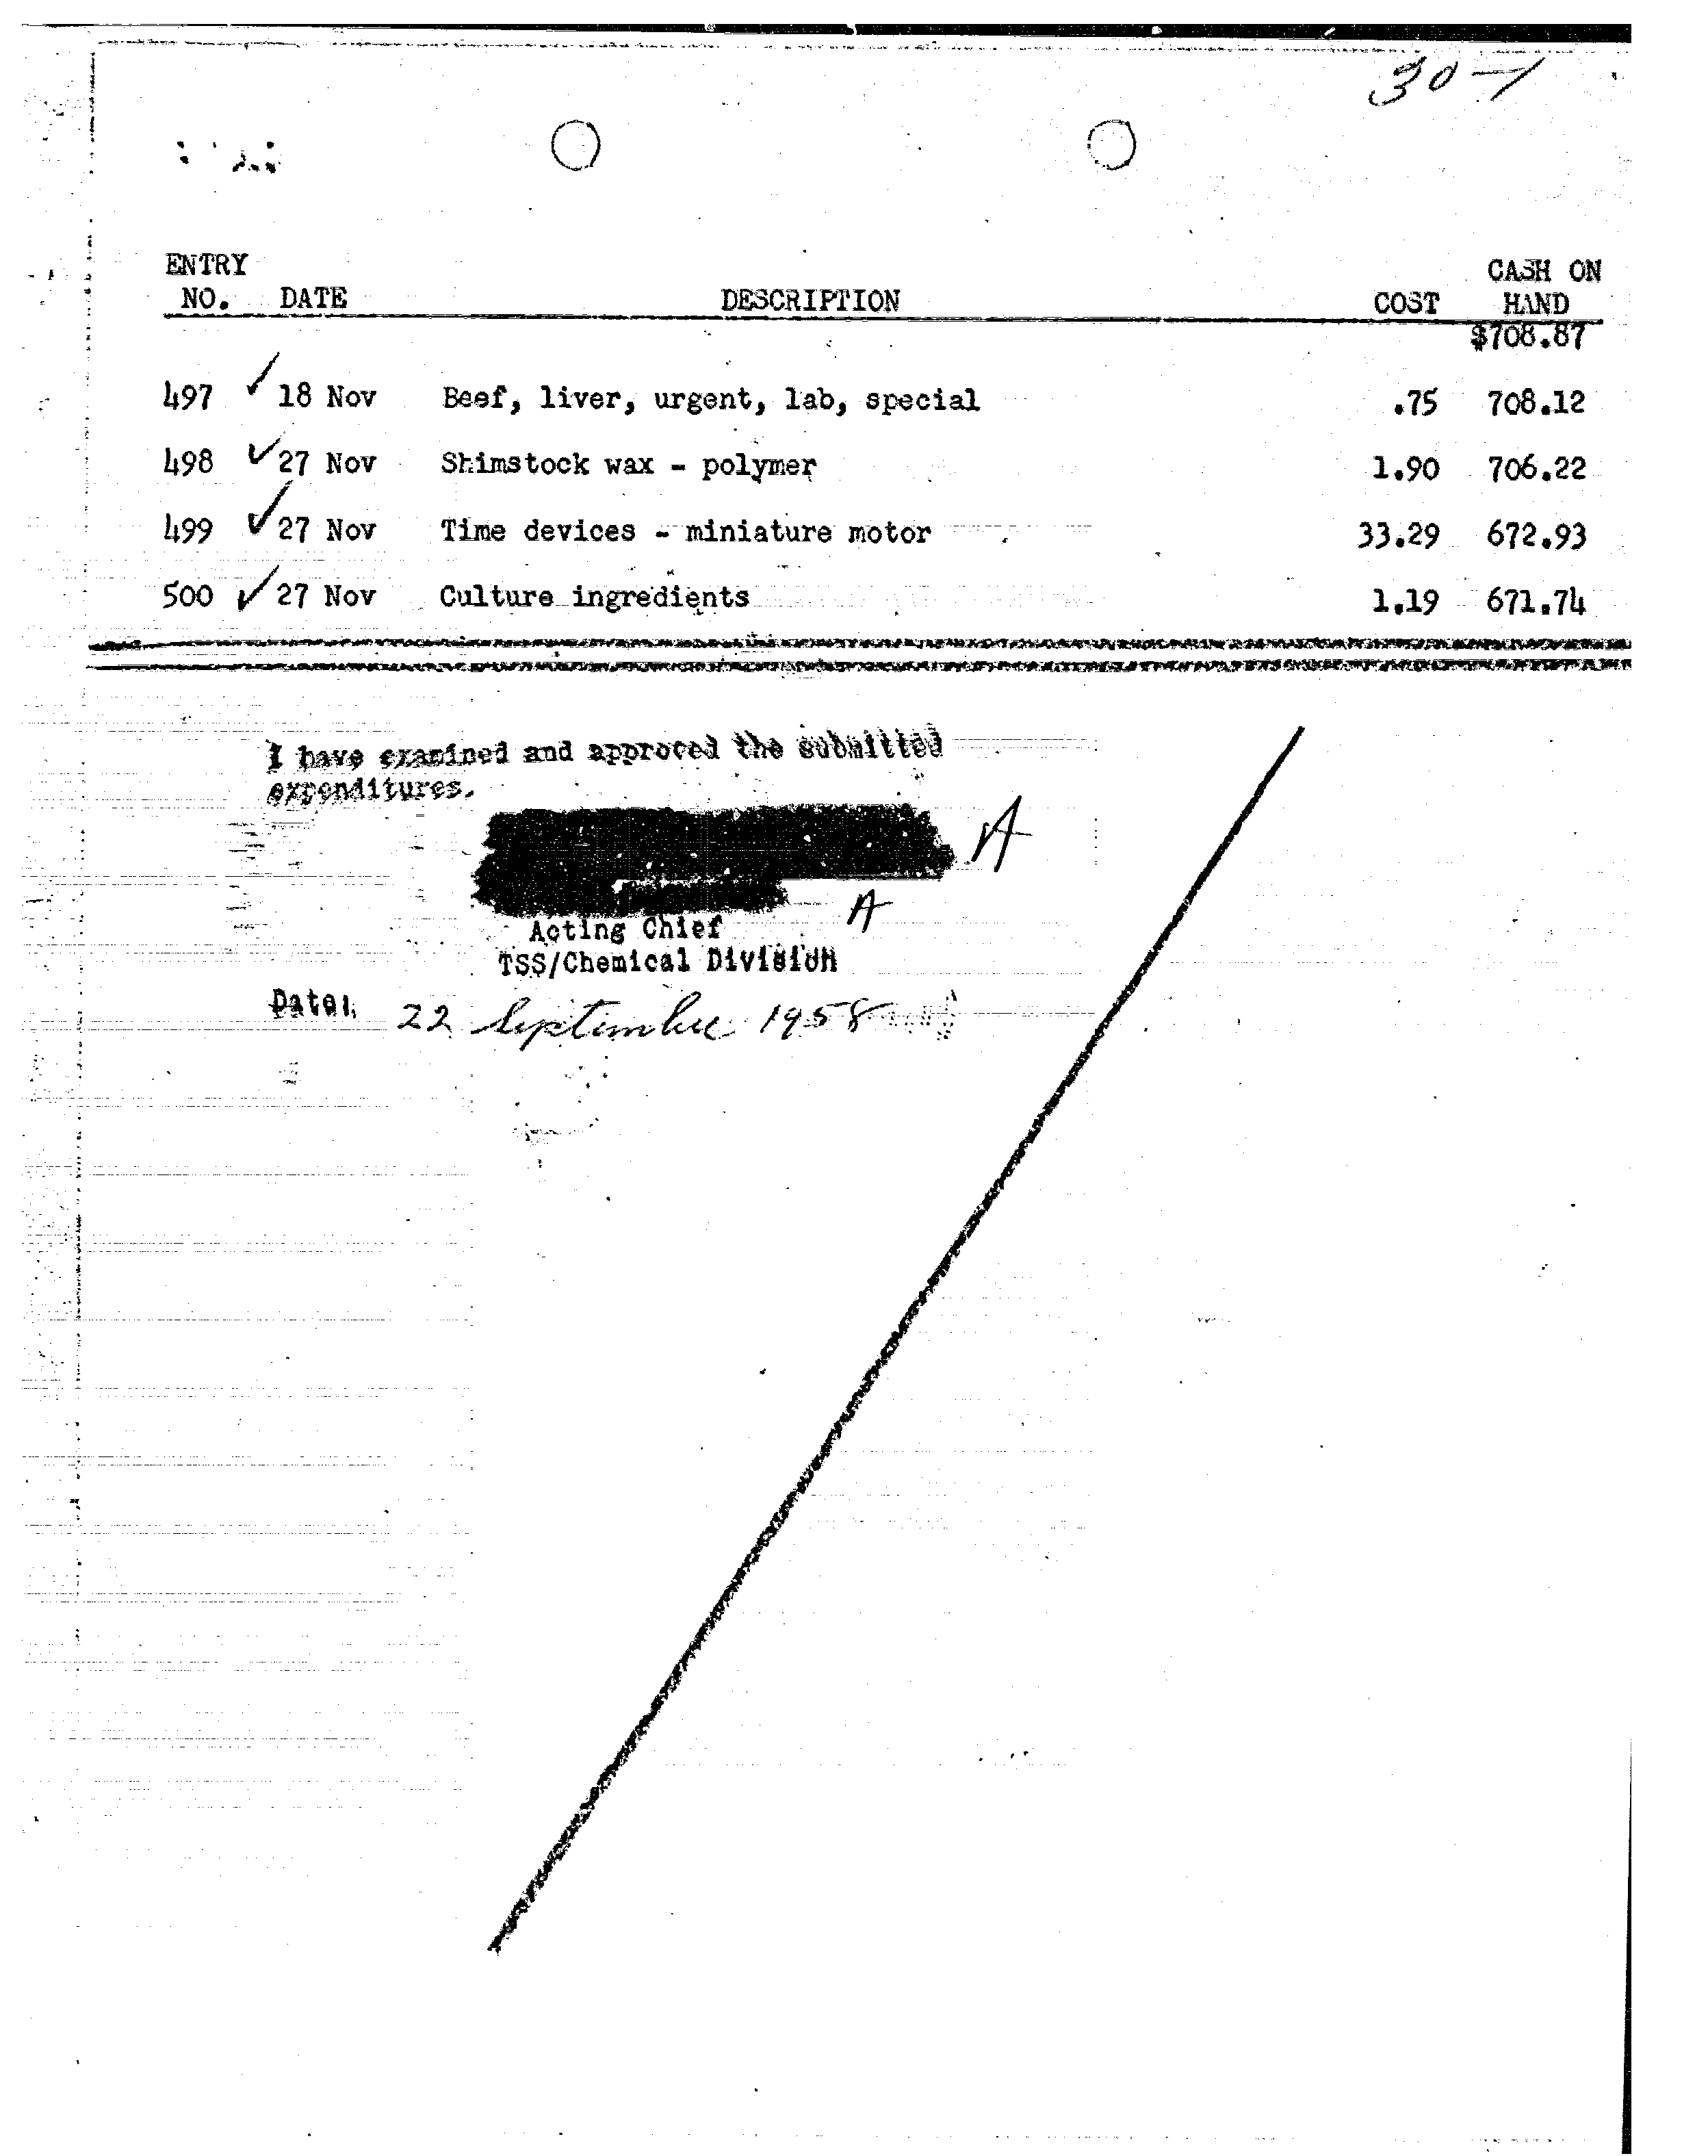 30-1
ENTRY CASH ON
NO. DATE DESCRIPTION COST HAND
$708.87
497 ✓ 18 Nov Beef, liver, urgent, lab, special .75 708.12
498 ✓ 27 Nov Shimstock wax - polymer 1.90 706.22
499 ✓ 27 Nov Time devices - miniature motor 33.29 672.93
500 ✓ 27 Nov Culture ingredients 1.19 671.74
I have examined and approved the submitted
expenditures.
A
A
Acting Chief
TSS/Chemical Division
Date: 22 September 1958